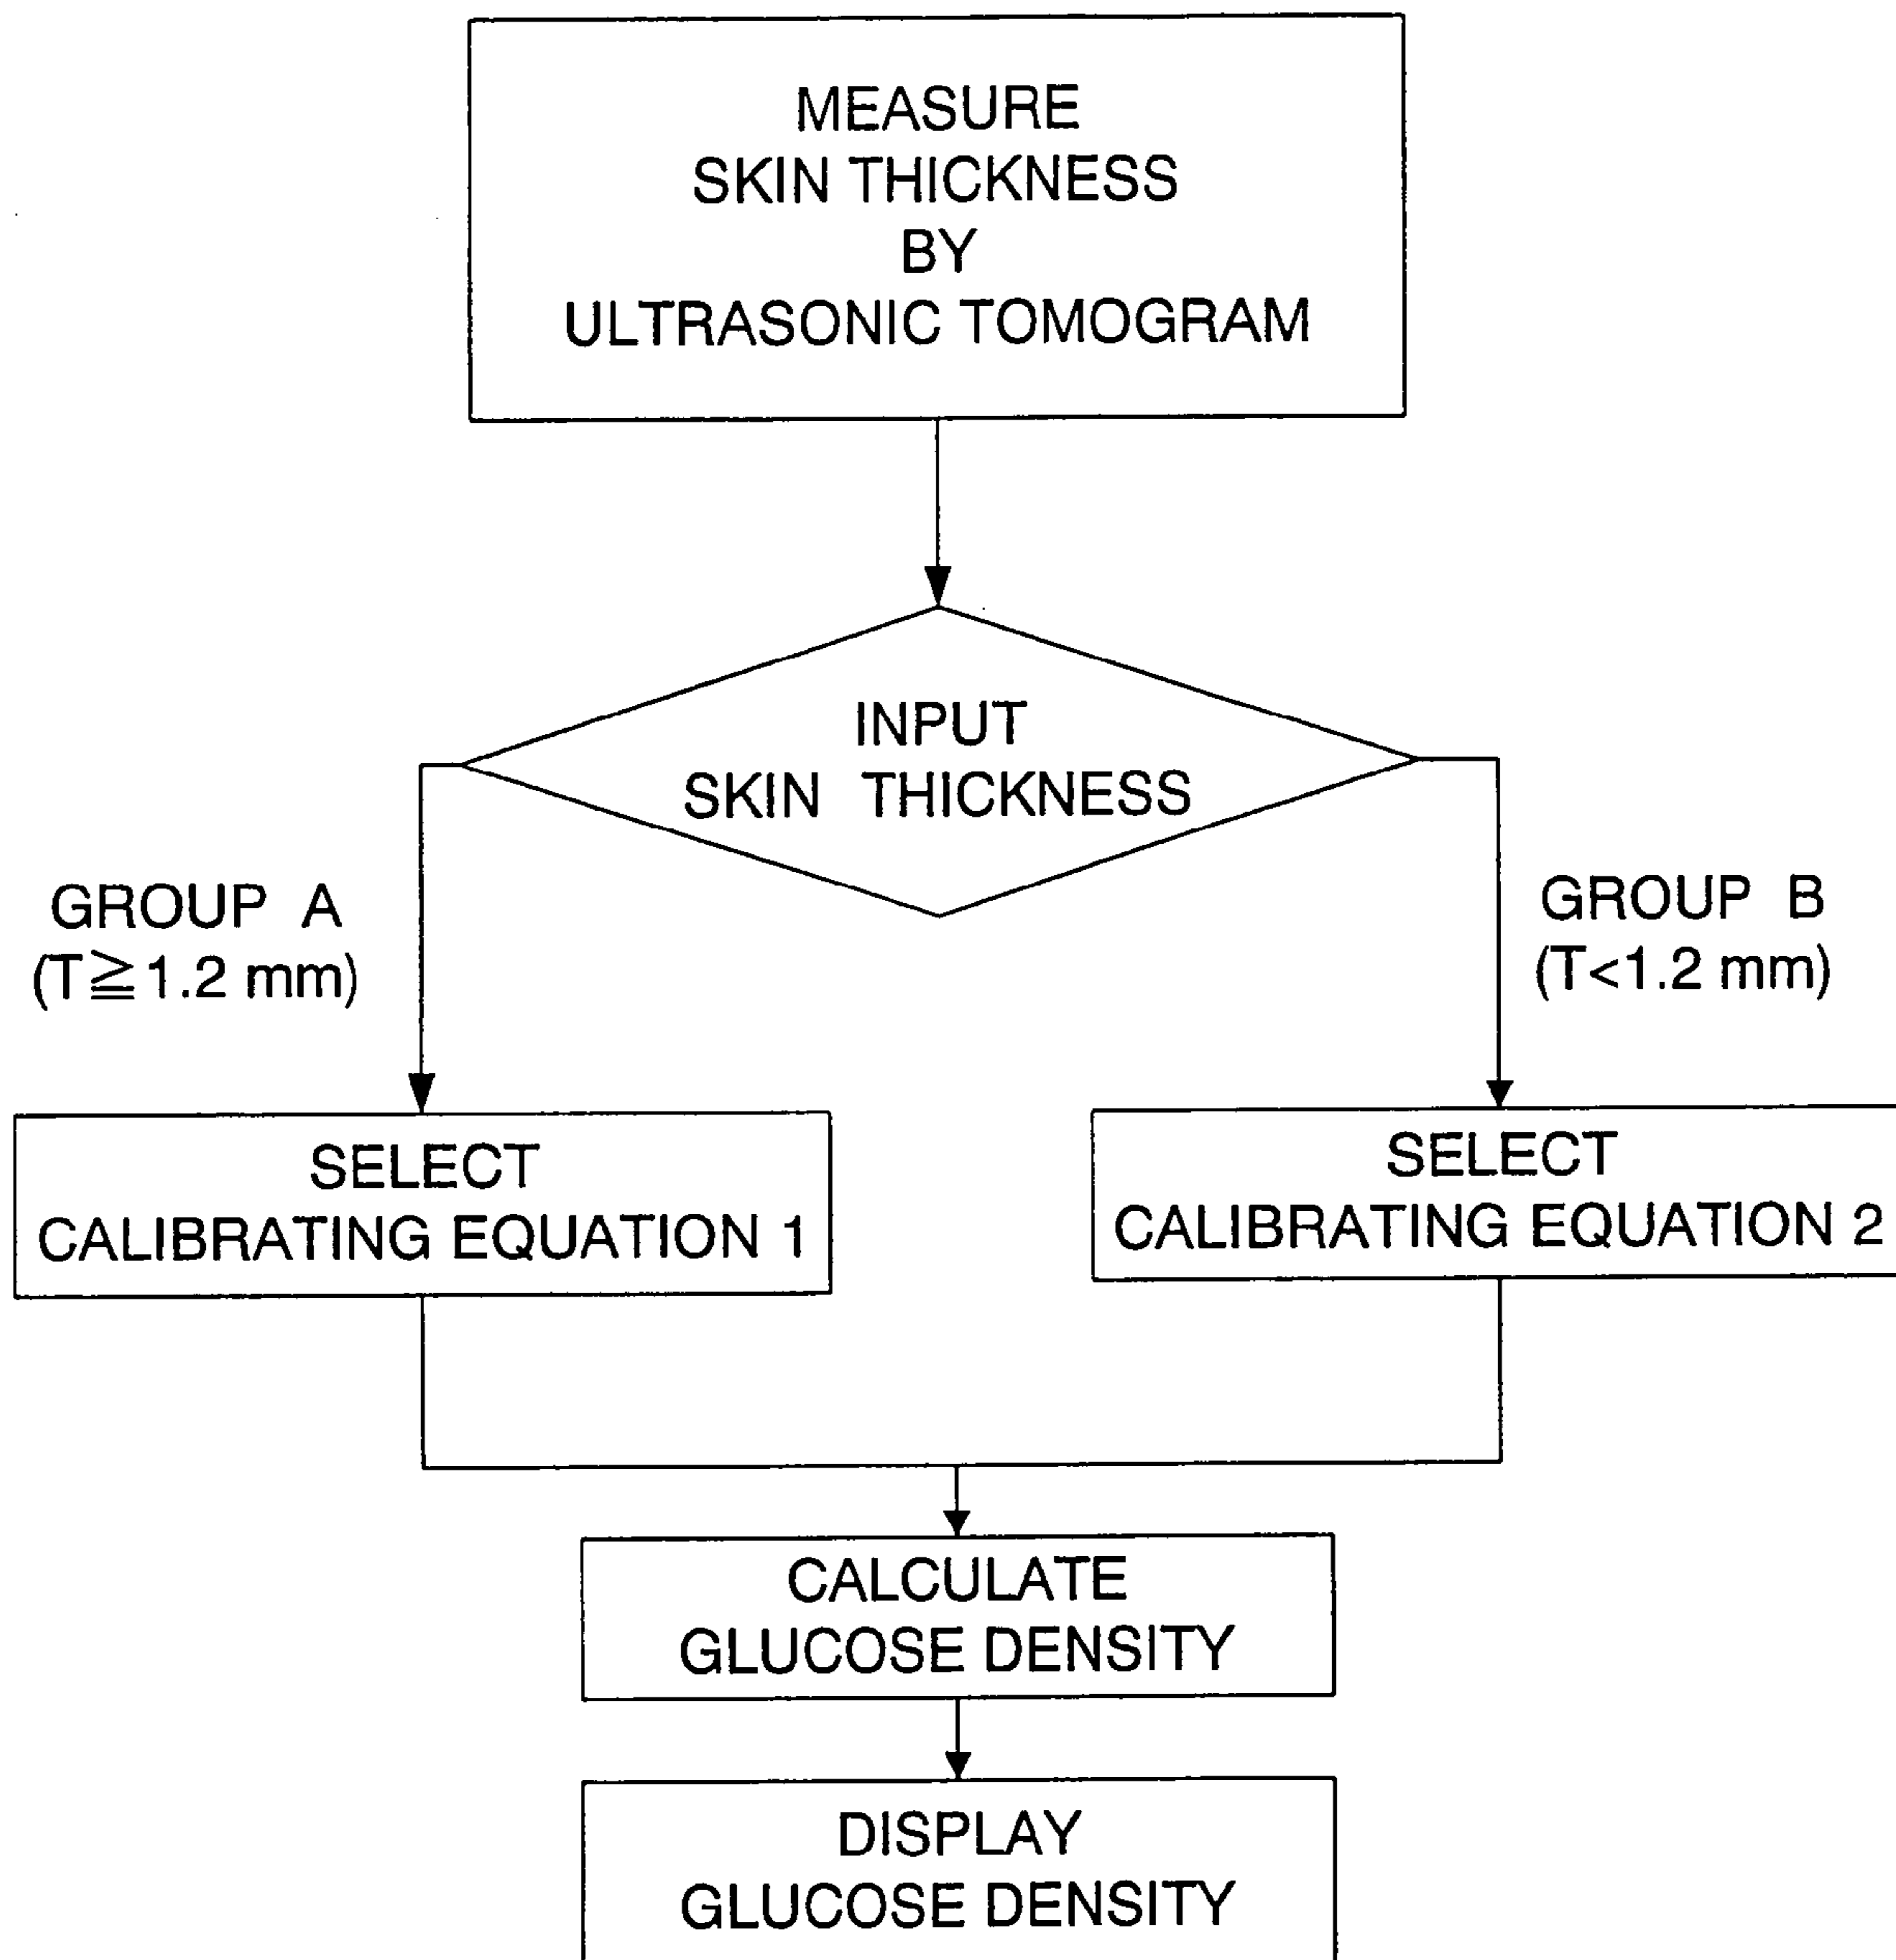 MEASURE
SKIN THICKNESS
BY
ULTRASONIC TOMOGRAM
INPUT
SKIN THICKNESS
GROUP A
(T≧1.2 mm)
GROUP B
(T<1.2 mm)
SELECT
CALIBRATING EQUATION 1
SELECT
CALIBRATING EQUATION 2
CALCULATE
GLUCOSE DENSITY
DISPLAY
GLUCOSE DENSITY